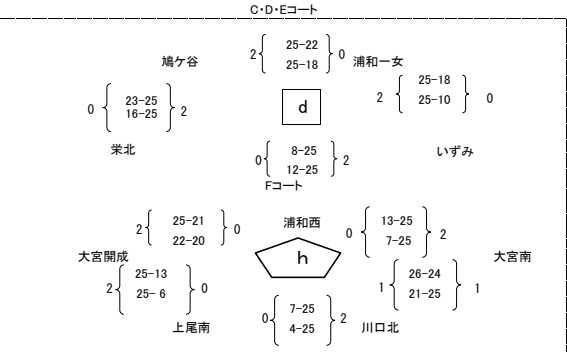 C・D・Eコート
鳩ケ谷 2 25-22 0 浦和一女
25-18
0 23-25 2
16-25
d
2 25-18 0
25-10
栄北
いずみ
0 8-25 2
12-25
Fコート
2 25-21 0
22-20
浦和西
0 13-25 2
7-25
大宮開成
h
大宮南
2 25-13 0
25- 6
1 26-24 1
21-25
上尾南
0 7-25 2
4-25
川口北